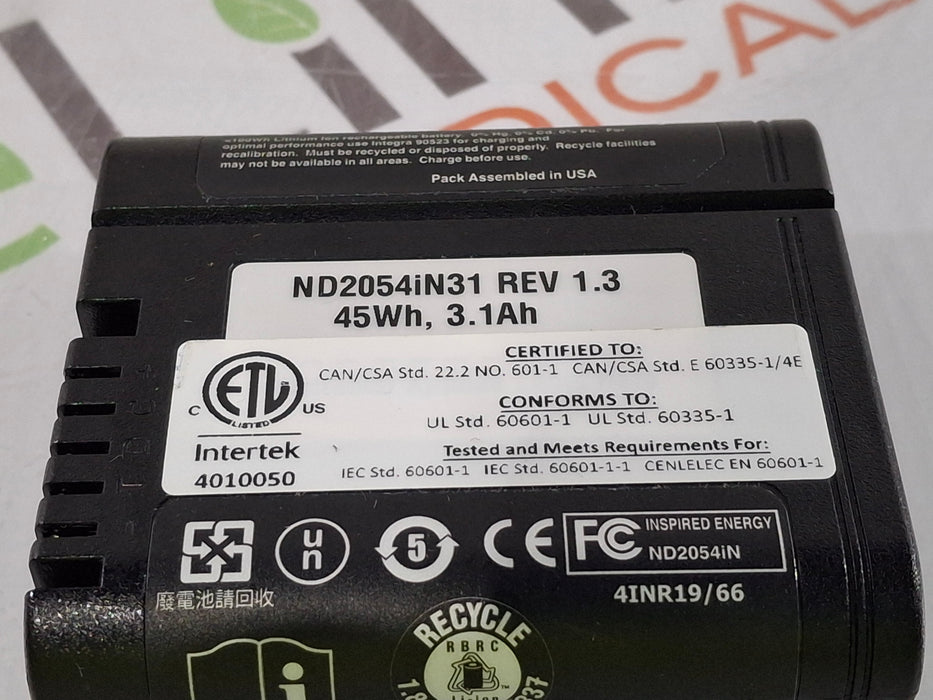 DICAL
<100Wh Lithium Ion rechargeable battery. 0% Hg, 0% Cd, 0% Pb. For
optimal performance use Integra 90523 for charging and
recalibration. Must be recycled or disposed of properly. Recycle facilities
may not be available in all areas. Charge before use.
Pack Assembled in USA
ND2054iN31 REV 1.3
45Wh, 3.1Ah
CERTIFIED TO:
CAN/CSA Std. 22.2 NO. 601-1 CAN/CSA Std. E 60335-1/4E
CONFORMS TO:
UL Std. 60601-1 UL Std. 60335-1
Tested and Meets Requirements For:
IEC Std. 60601-1 IEC Std. 60601-1-1 CENLELEC EN 60601-1
C ETL US
LISTED
Intertek
4010050
un
5
CE
FC INSPIRED ENERGY
ND2054iN
4INR19/66
廢電池請回收
RECYCLE
RBRC
Li-Ion
i